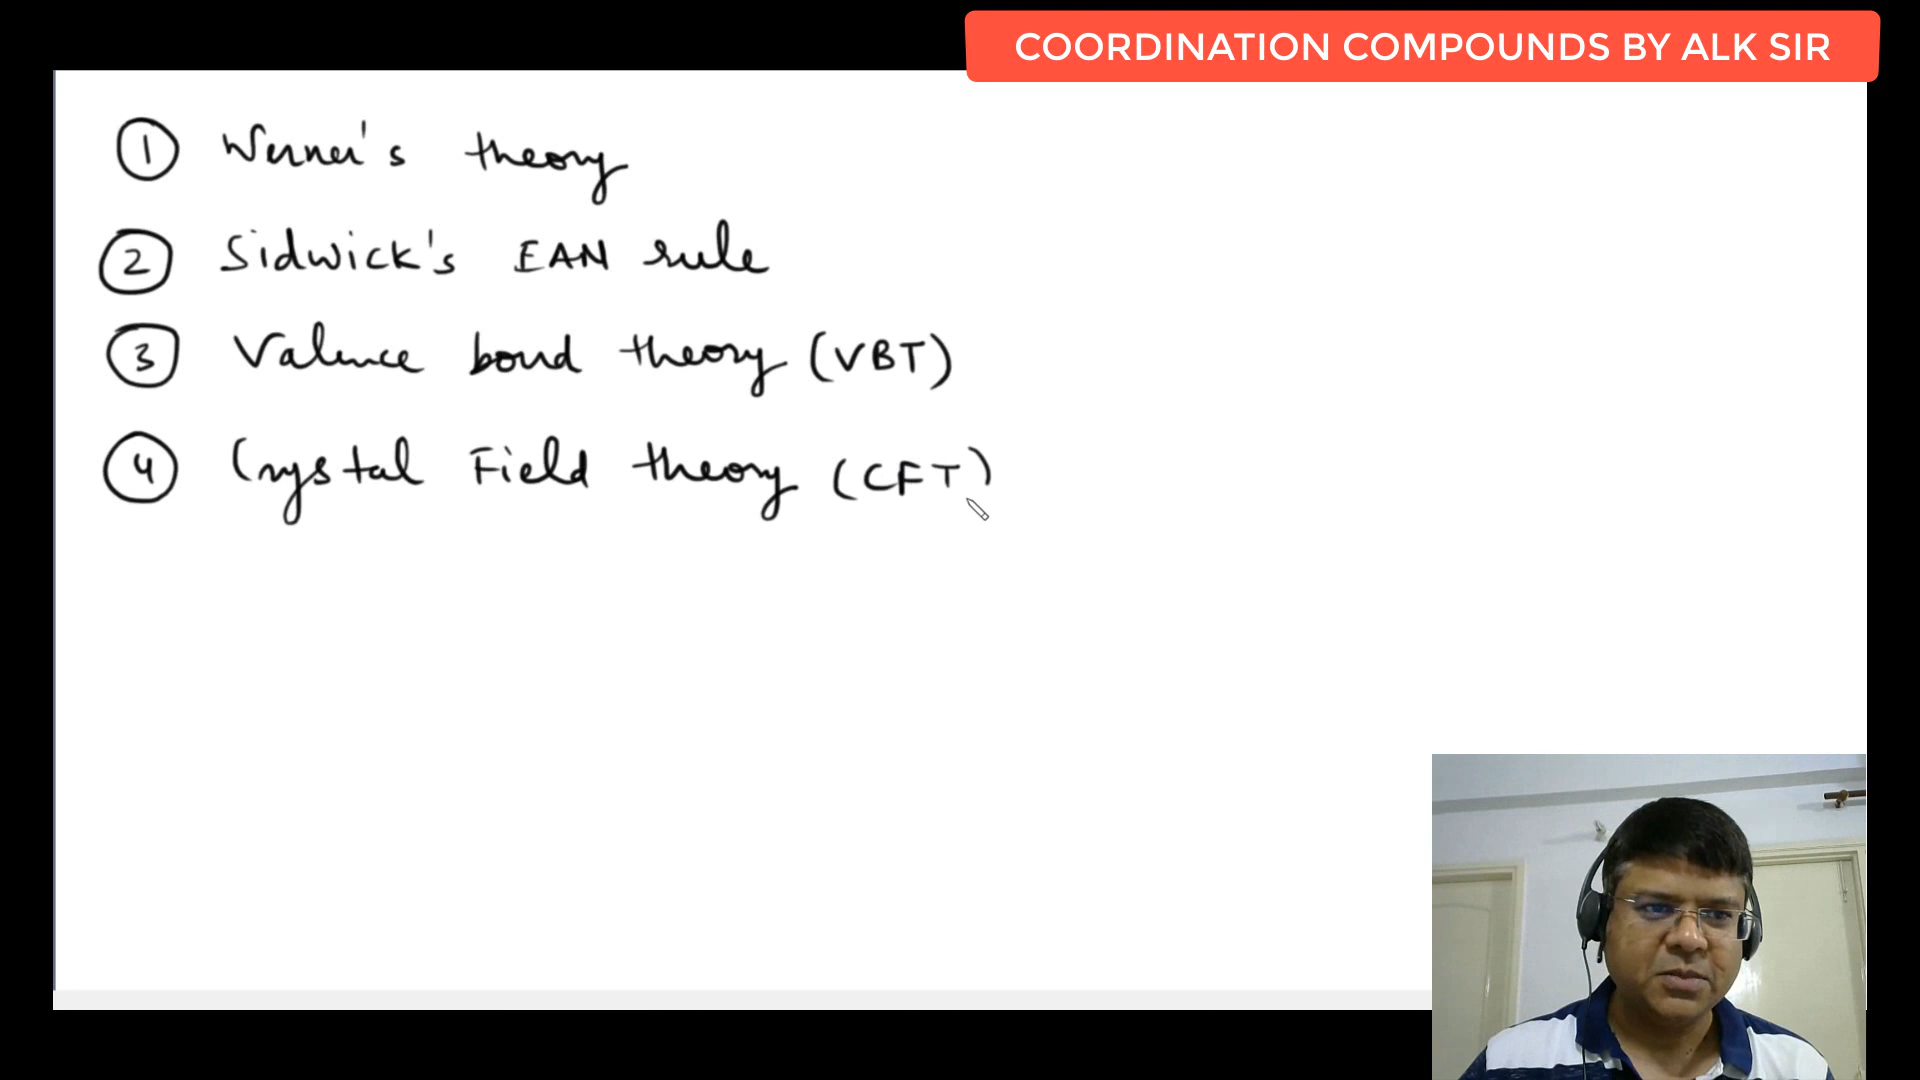 COORDINATION COMPOUNDS BY ALK SIR
1 Werner's theory
2 Sidwick's EAN rule
3 Valence bond theory (VBT)
4 Crystal Field theory (CFT)